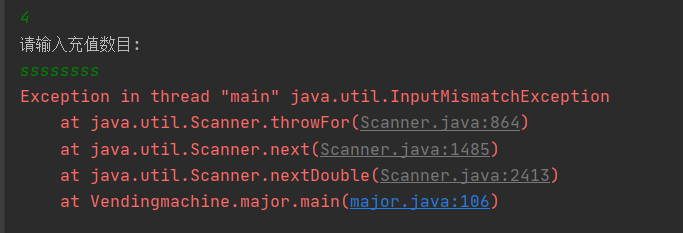 4
请输入充值数目:
ssssssss
Exception in thread "main" java.util.InputMismatchException
at java.util.Scanner.throwFor(Scanner.java:864)
at java.util.Scanner.next(Scanner.java:1485)
at java.util.Scanner.nextDouble(Scanner.java:2413)
at Vendingmachine.major.main(major.java:106)